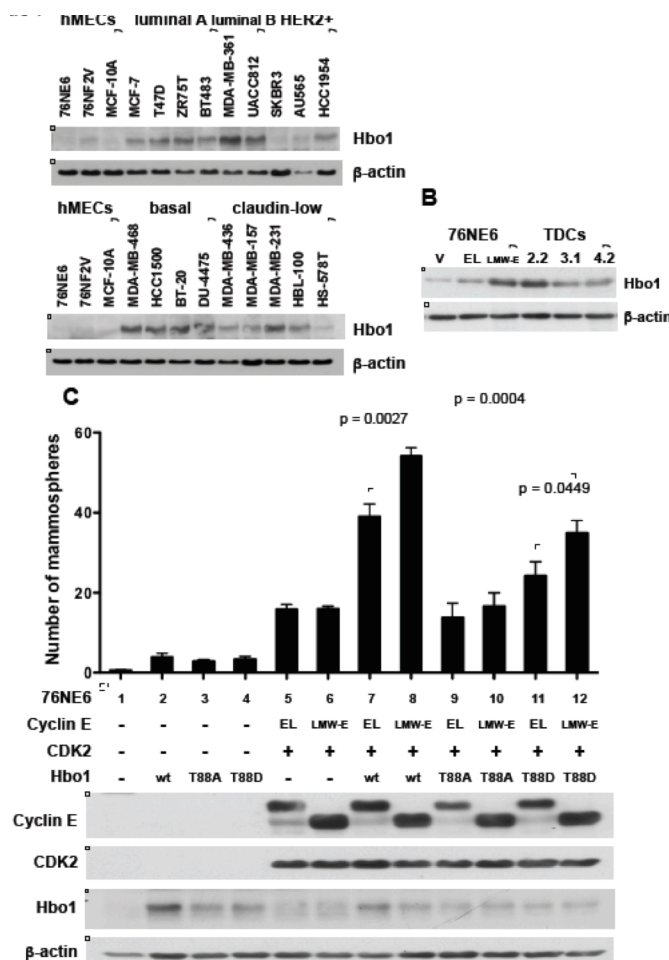 hMECs luminal A luminal B HER2+
76NE6 76NF2V MCF-10A MCF-7 T47D ZR75T BT483 MDA-MB-361 UACC812 SKBR3 AU565 HCC1954
Hbo1
β-actin
hMECs basal claudin-low
76NE6 76NF2V MCF-10A MDA-MB-468 HCC1500 BT-20 DU-4475 MDA-MB-436 MDA-MB-157 MDA-MB-231 HBL-100 HS-578T
Hbo1
β-actin
B
76NE6 TDCs
V EL LMW-E 2.2 3.1 4.2
Hbo1
β-actin
C
p = 0.0004
p = 0.0027
p = 0.0449
Number of mammospheres
60
40
20
0
76NE6 1 2 3 4 5 6 7 8 9 10 11 12
Cyclin E - - - - EL LMW-E EL LMW-E EL LMW-E EL LMW-E
CDK2 - - - - + + + + + + + +
Hbo1 - wt T88A T88D - - wt wt T88A T88A T88D T88D
Cyclin E
CDK2
Hbo1
β-actin